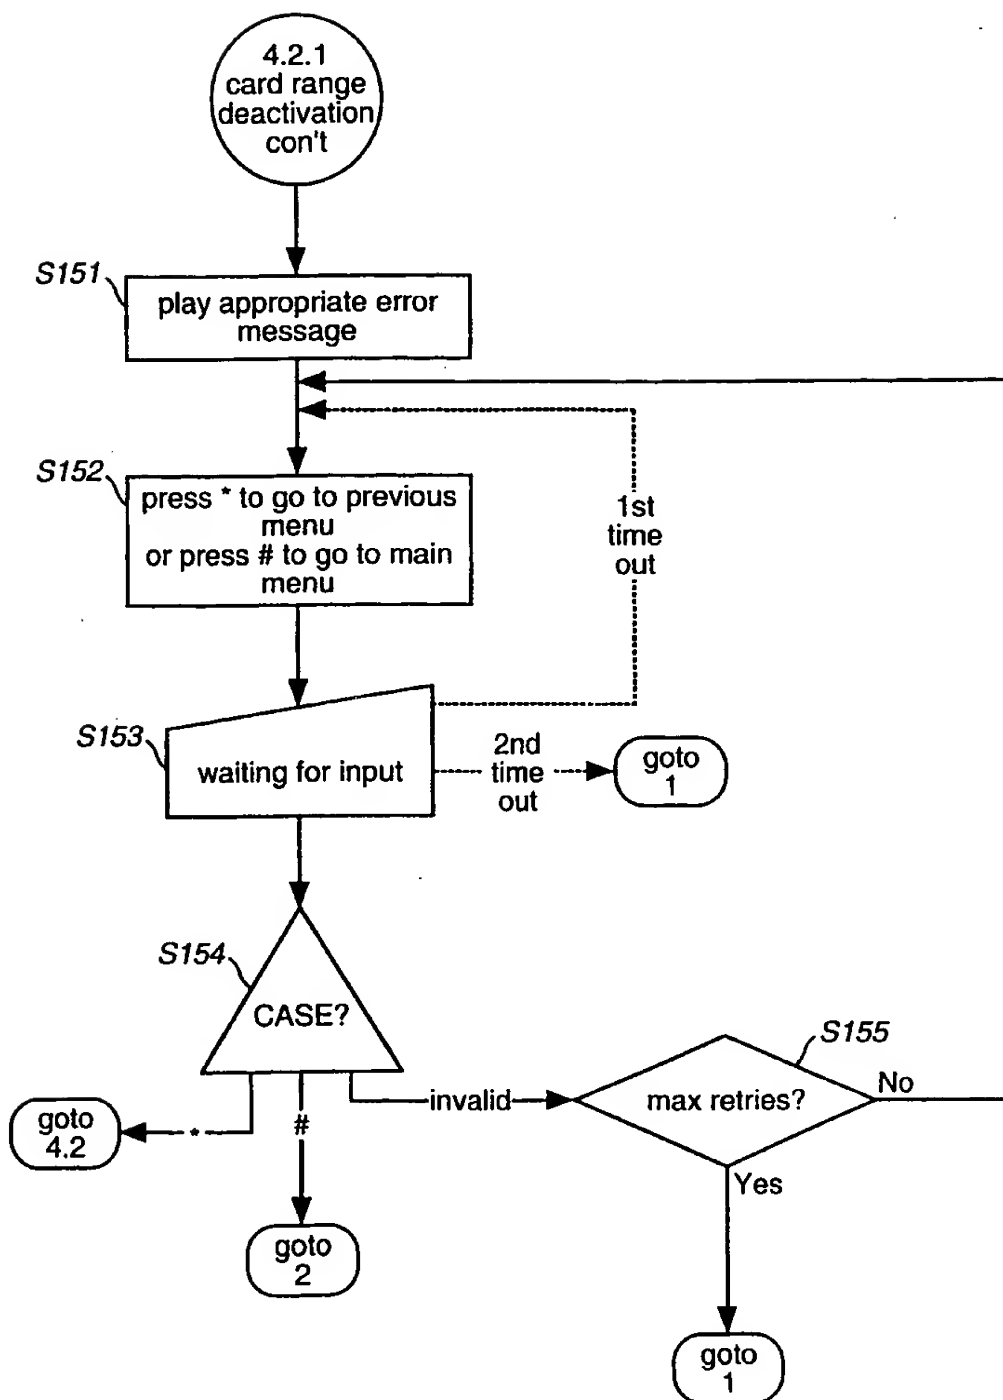 4.2.1
card range
deactivation
con't
S151
play appropriate error
message
S152
press * to go to previous
menu
or press # to go to main
menu
1st
time
out
S153
waiting for input
2nd
time
out
goto
1
S154
CASE?
S155
max retries?
No
invalid
goto
4.2
*
#
Yes
goto
2
goto
1